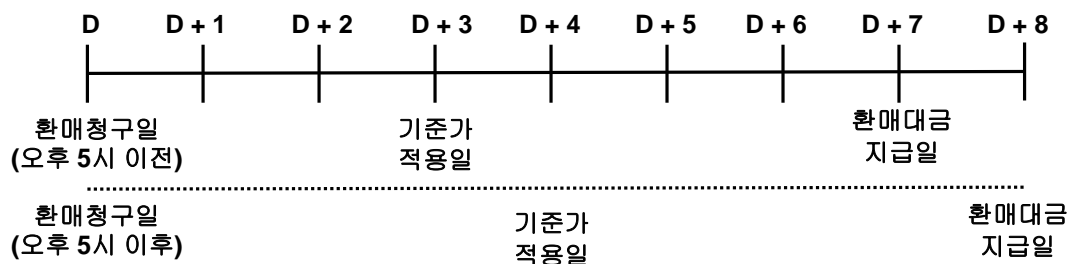 D D + 1 D + 2 D + 3 D + 4 D + 5 D + 6 D + 7 D + 8
환매청구일
(오후 5시 이전)
기준가
적용일
환매대금
지급일
환매청구일
(오후 5시 이후)
기준가
적용일
환매대금
지급일